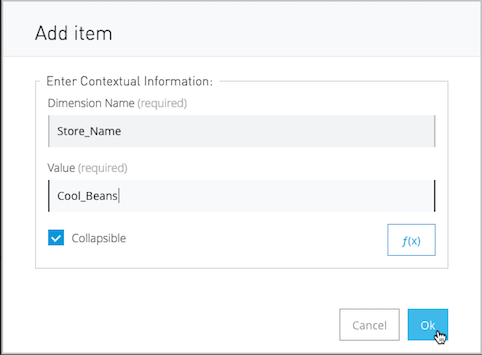 Add item
Enter Contextual Information:
Dimension Name (required)
Store_Name
Value (required)
Cool_Beans
Collapsible
ƒ(x)
Cancel
Ok